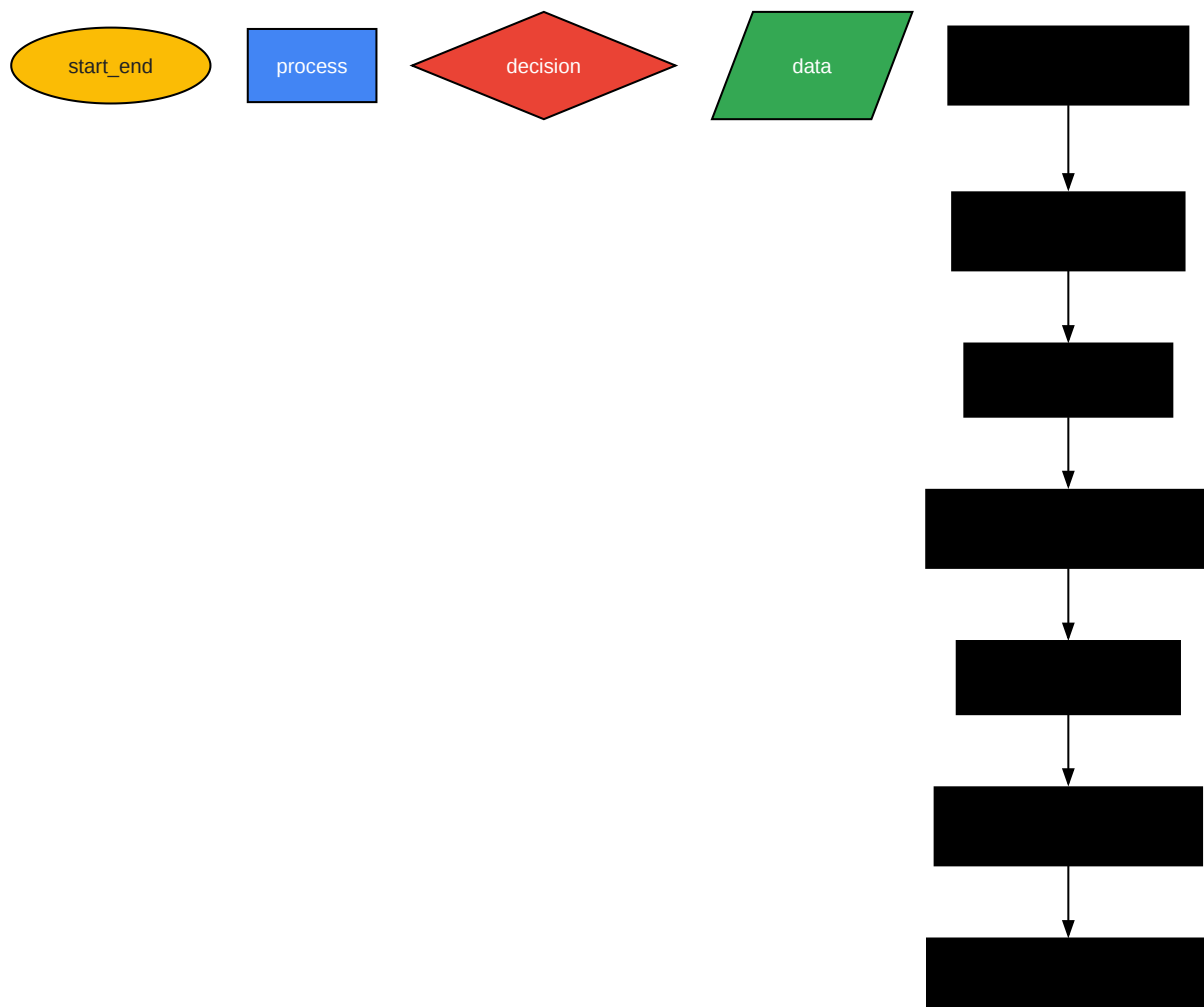 start_end
process
decision
data